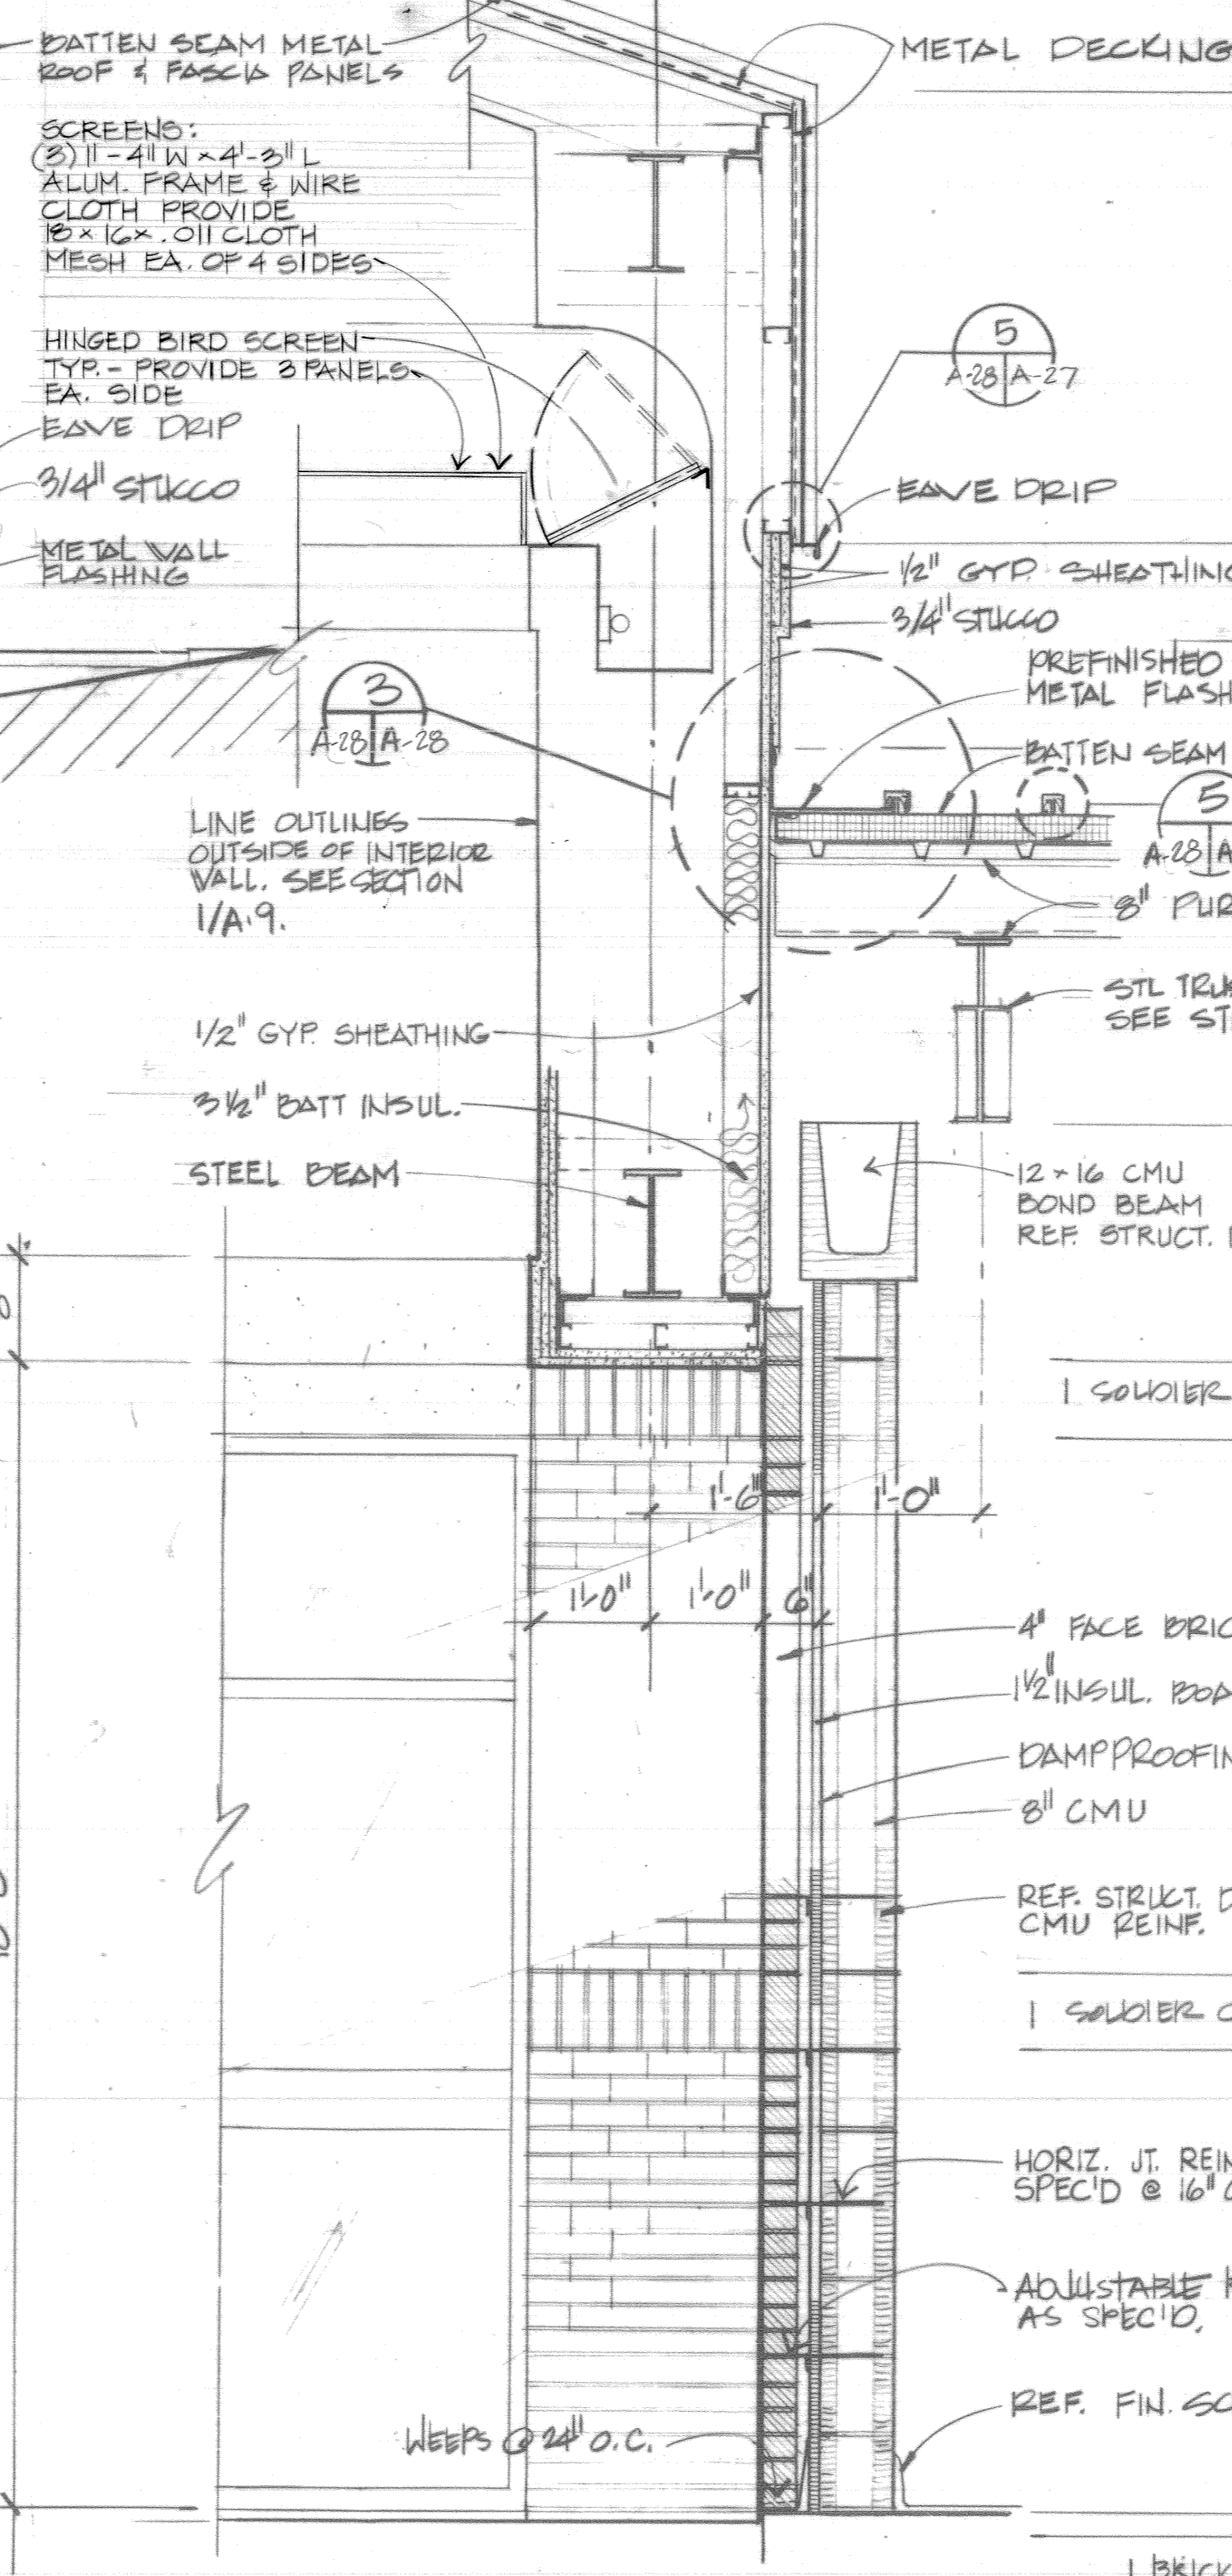 BATTEN SEAM METAL
ROOF & FASCIA PANELS
METAL DECKING
SCREENS:
(3) 11-4" W × 4'-3" L
ALUM. FRAME & WIRE
CLOTH PROVIDE
18 × 16 × .011 CLOTH
MESH EA. OF 4 SIDES
HINGED BIRD SCREEN
TYP. - PROVIDE 3 PANELS
EA. SIDE
5
A-28 A-27
EAVE DRIP
3/4" STUCCO
METAL WALL
FLASHING
EAVE DRIP
1/2" GYP. SHEATHING
3/4" STUCCO
PREFINISHED
METAL FLASH
3
A-28 A-28
BATTEN SEAM
5
A-28 A
LINE OUTLINES
OUTSIDE OF INTERIOR
WALL. SEE SECTION
1/A.9.
8" PUR
STL TRUS
SEE ST
1/2" GYP. SHEATHING
3 1/2" BATT INSUL.
STEEL BEAM
12 × 16 CMU
BOND BEAM
REF. STRUCT.
1 SOLDIER
1'-6" 1'-0"
1'-0" 1'-0" 6"
4" FACE BRIC
1 1/2" INSUL. BOA
DAMPPROOFIN
8" CMU
REF. STRUCT. D
CMU REINF.
1 SOLDIER C
HORIZ. JT. REIN
SPEC'D @ 16" O
ADJUSTABLE
AS SPEC'D.
REF. FIN. SC
WEEPS @ 24" O.C.
1 BRICK